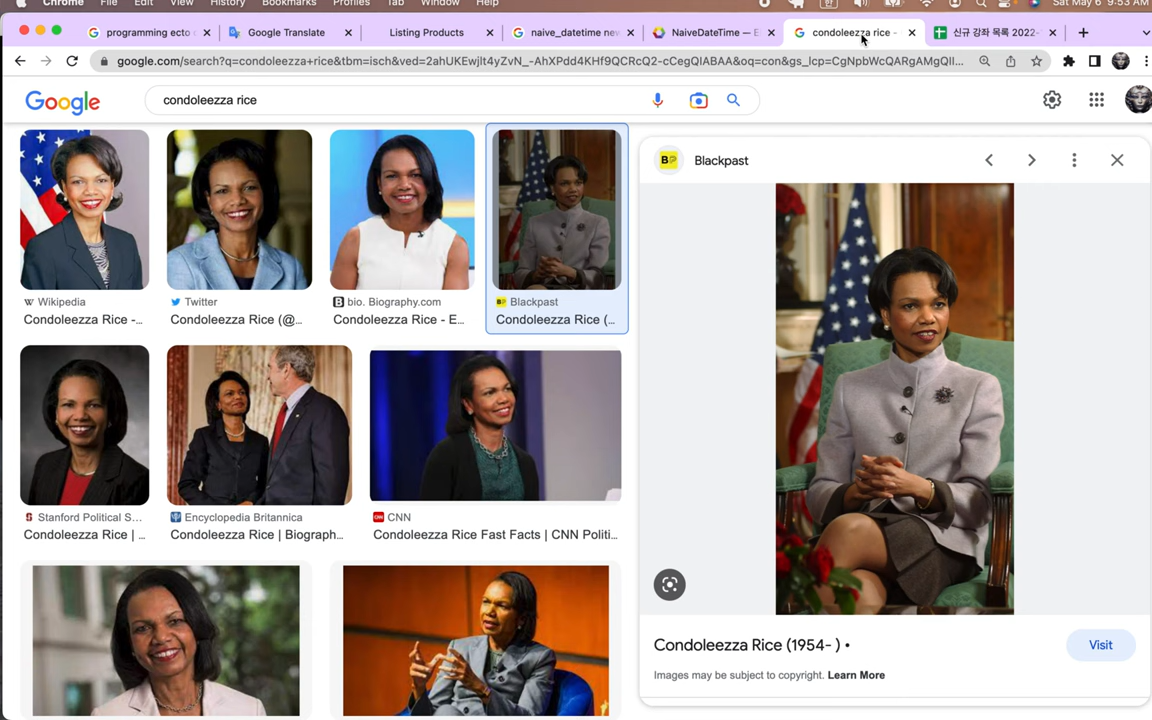 Chrome File Edit View History Bookmarks Profiles Tab Window Help Sat May 6 9:53 AM
programming ecto
Google Translate
Listing Products
naive_datetime nev
NaiveDateTime — E
condoleezza rice -
신규 강좌 목록 2022-
google.com/search?q=condoleezza+rice&tbm=isch&ved=2ahUKEwjIt4yZvN_-AhXPdd4KHf9QCRcQ2-cCegQIABAA&oq=con&gs_lcp=CgNpbWcQARgAMgQII...
Google
condoleezza rice
Wikipedia
Condoleezza Rice -...
Twitter
Condoleezza Rice (@...
bio. Biography.com
Condoleezza Rice - E...
BP Blackpast
Condoleezza Rice (...
Stanford Political S...
Condoleezza Rice | ...
Encyclopedia Britannica
Condoleezza Rice | Biograph...
CNN
Condoleezza Rice Fast Facts | CNN Politi...
BP Blackpast
Condoleezza Rice (1954- ) •
Visit
Images may be subject to copyright. Learn More